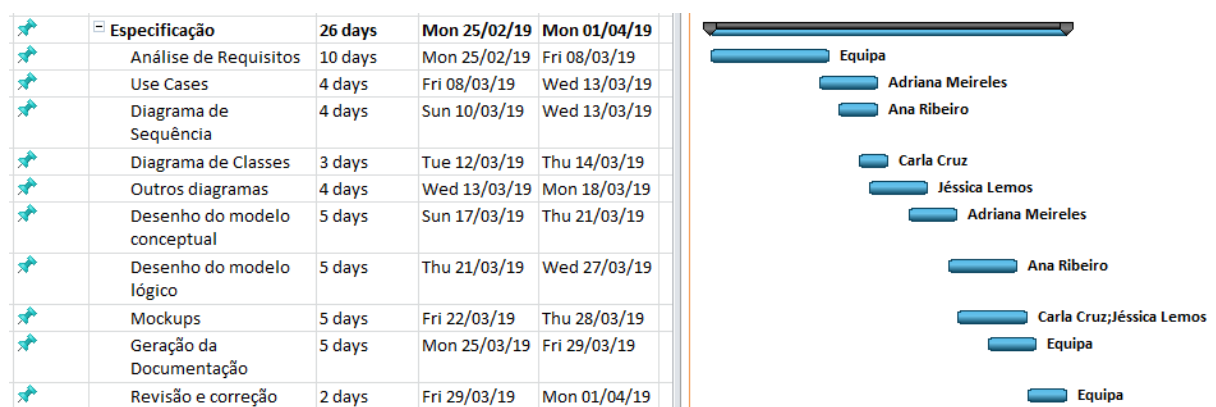 Especificação 26 days Mon 25/02/19 Mon 01/04/19
Análise de Requisitos 10 days Mon 25/02/19 Fri 08/03/19 Equipa
Use Cases 4 days Fri 08/03/19 Wed 13/03/19 Adriana Meireles
Diagrama de 4 days Sun 10/03/19 Wed 13/03/19 Ana Ribeiro
Sequência
Diagrama de Classes 3 days Tue 12/03/19 Thu 14/03/19 Carla Cruz
Outros diagramas 4 days Wed 13/03/19 Mon 18/03/19 Jéssica Lemos
Desenho do modelo 5 days Sun 17/03/19 Thu 21/03/19 Adriana Meireles
conceptual
Desenho do modelo 5 days Thu 21/03/19 Wed 27/03/19 Ana Ribeiro
lógico
Mockups 5 days Fri 22/03/19 Thu 28/03/19 Carla Cruz;Jéssica Lemos
Geração da 5 days Mon 25/03/19 Fri 29/03/19 Equipa
Documentação
Revisão e correção 2 days Fri 29/03/19 Mon 01/04/19 Equipa